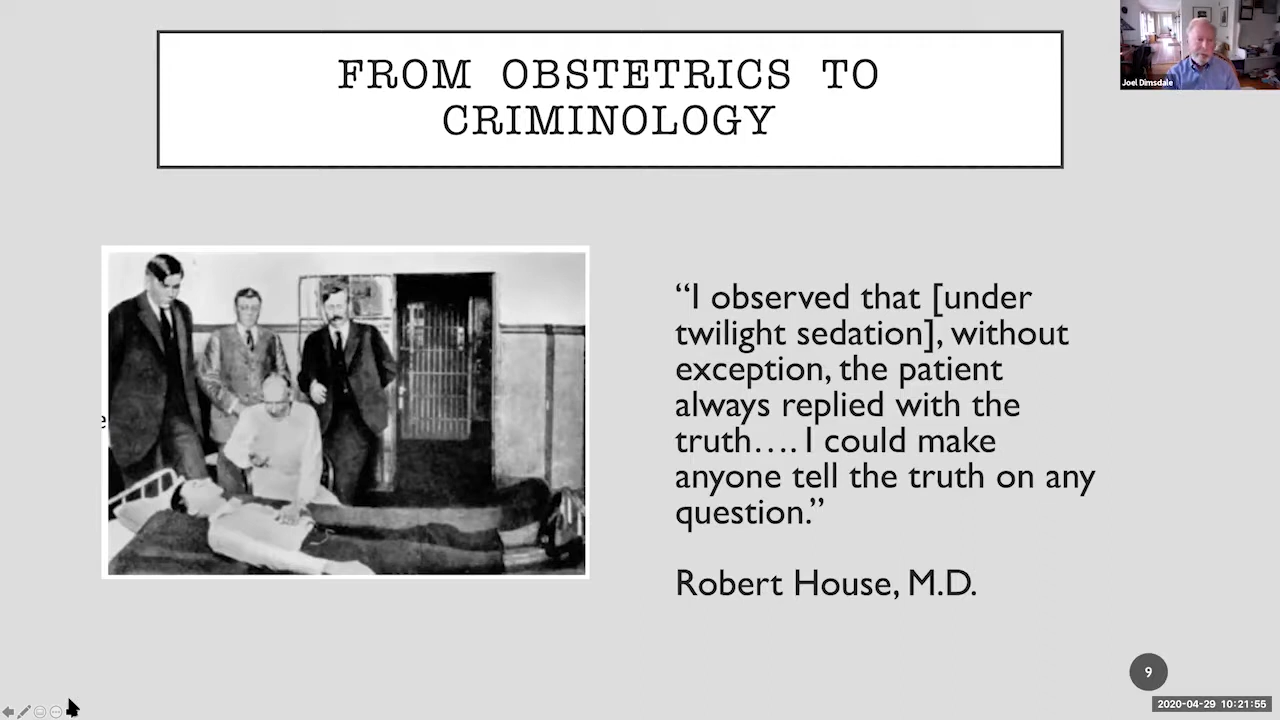 FROM OBSTETRICS TO
CRIMINOLOGY
Joel Dimsdale
“I observed that [under
twilight sedation], without
exception, the patient
always replied with the
truth…. I could make
anyone tell the truth on any
question.”
Robert House, M.D.
e
9
2020-04-29 10:21:55